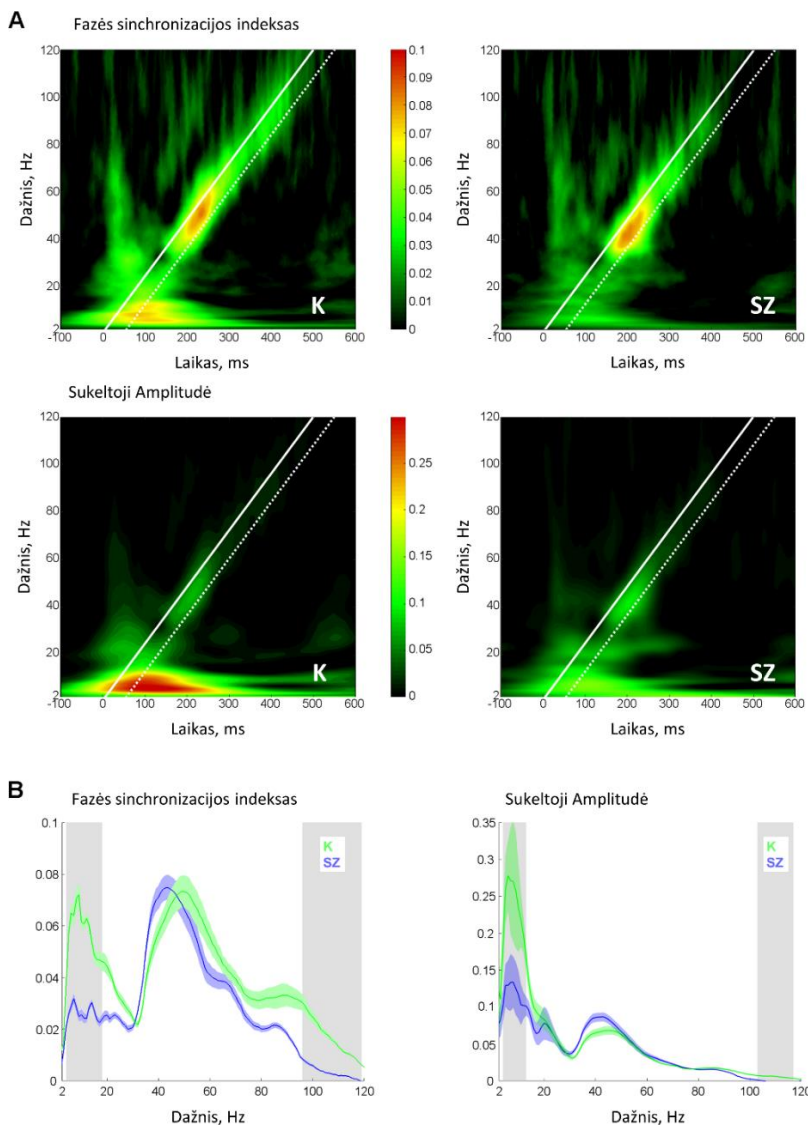 A
Fazės sinchronizacijos indeksas
120
100
80
60
40
20
2
Dažnis, Hz
-100 0 100 200 300 400 500 600
Laikas, ms
K
0.1
0.09
0.08
0.07
0.06
0.05
0.04
0.03
0.02
0.01
0
120
100
80
60
40
20
2
Dažnis, Hz
-100 0 100 200 300 400 500 600
Laikas, ms
SZ
Sukeltoji Amplitudė
120
100
80
60
40
20
2
Dažnis, Hz
-100 0 100 200 300 400 500 600
Laikas, ms
K
0.25
0.2
0.15
0.1
0.05
0
120
100
80
60
40
20
2
Dažnis, Hz
-100 0 100 200 300 400 500 600
Laikas, ms
SZ
B
Fazės sinchronizacijos indeksas
0.1
0.08
0.06
0.04
0.02
0
2 20 40 60 80 100 120
Dažnis, Hz
K
SZ
Sukeltoji Amplitudė
0.35
0.3
0.25
0.2
0.15
0.1
0.05
0
2 20 40 60 80 100 120
Dažnis, Hz
K
SZ